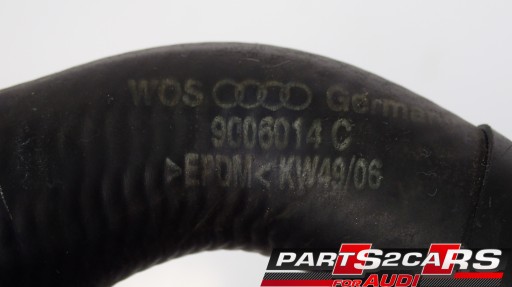 WOS Germany
9006014 C
>EPDM< KW49/06
PARTS2CARS
FOR AUDI